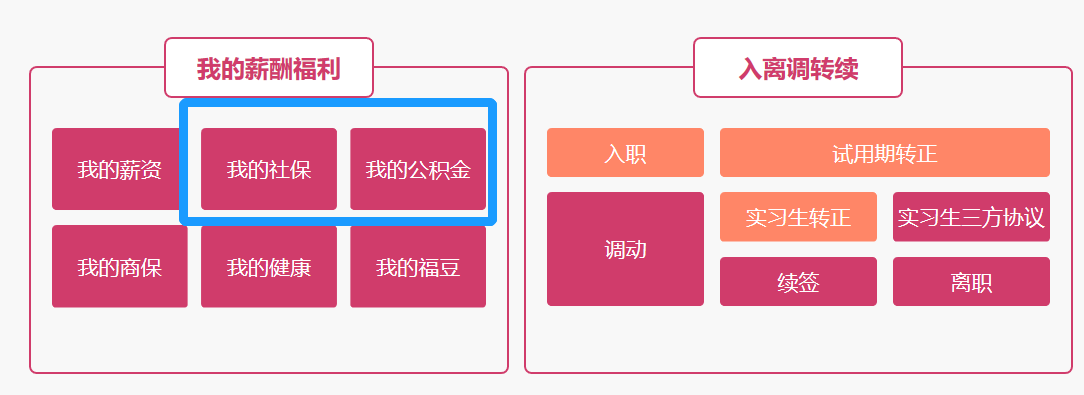 我的薪酬福利
我的薪资
我的社保
我的公积金
我的商保
我的健康
我的福豆
入离调转续
入职
试用期转正
调动
实习生转正
实习生三方协议
续签
离职